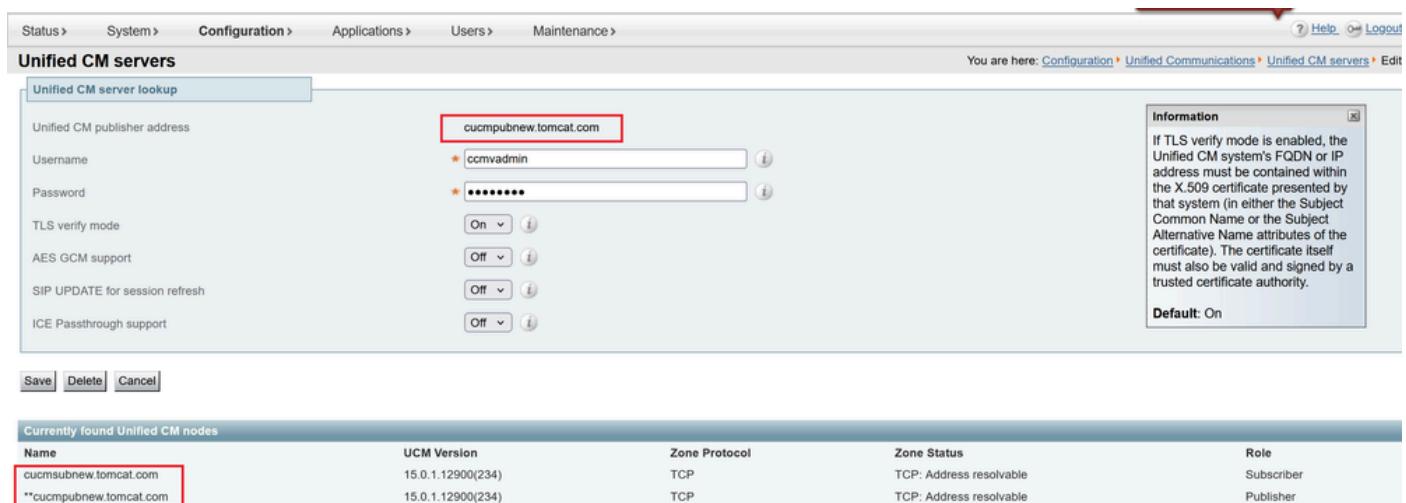 Status > System > Configuration > Applications > Users > Maintenance > ? Help Logout
Unified CM servers You are here: Configuration Unified Communications Unified CM servers Edit
Unified CM server lookup
Unified CM publisher address cucmpubnew.tomcat.com
Username * ccmvadmin i
Password * •••••••• i
TLS verify mode On i
AES GCM support Off i
SIP UPDATE for session refresh Off i
ICE Passthrough support Off i
Information
If TLS verify mode is enabled, the
Unified CM system's FQDN or IP
address must be contained within
the X.509 certificate presented by
that system (in either the Subject
Common Name or the Subject
Alternative Name attributes of the
certificate). The certificate itself
must also be valid and signed by a
trusted certificate authority.
Default: On
Save Delete Cancel
Currently found Unified CM nodes
Name UCM Version Zone Protocol Zone Status Role
cucmsubnew.tomcat.com 15.0.1.12900(234) TCP TCP: Address resolvable Subscriber
**cucmpubnew.tomcat.com 15.0.1.12900(234) TCP TCP: Address resolvable Publisher